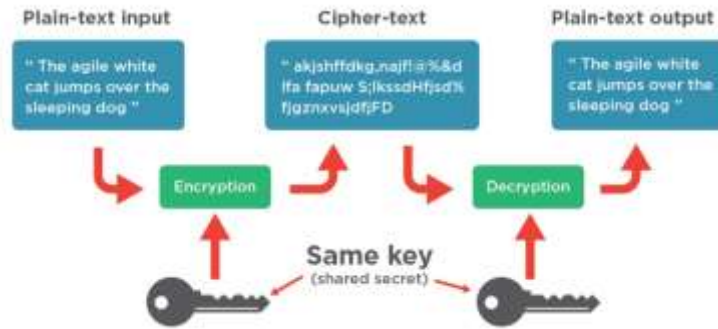 Plain-text input
Cipher-text
Plain-text output
" The agile white
cat jumps over the
sleeping dog "
" akjshffdkg,najf!@%&d
lfa fapuw S;lkssdHfjsd%
fjgznxvsjdfjFD
" The agile white
cat jumps over the
sleeping dog "
Encryption
Decryption
Same key
(shared secret)